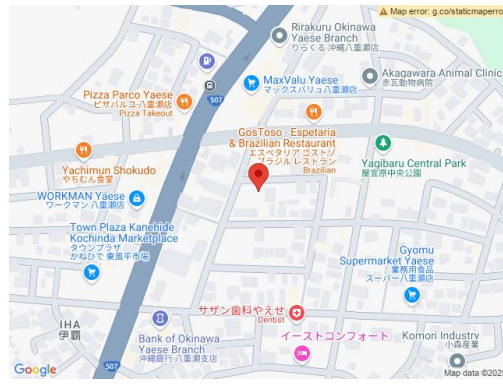 Map error: g.co/staticmaperro
Rirakuru Okinawa
Yaese Branch
りらくる 沖縄八重瀬店
MaxValu Yaese
マックスバリュ八重瀬店
Akagawara Animal Clinic
赤瓦動物病院
Pizza Parco Yaese
ピザパルコ・八重瀬店
Pizza Takeout
507
GosToso - Espetaria
& Brazilian Restaurant
エスペタリア ゴストゾ
ブラジル レストラン
Brazilian
Yachimun Shokudo
やちむん食堂
Yagibaru Central Park
屋宜原中央公園
WORKMAN Yaese
ワークマン 八重瀬店
Town Plaza Kanehide
Kochinda Marketplace
タウンプラザ
かねひで 東風平市場
Gyomu
Supermarket Yaese
業務用食品
スーパー八重瀬店
サザン歯科やえせ
Dentist
IHA
伊覇
Bank of Okinawa
Yaese Branch
沖縄銀行 八重瀬支店
イーストコンフォート
Komori Industry
小森産業
507
Google
Map data ©202